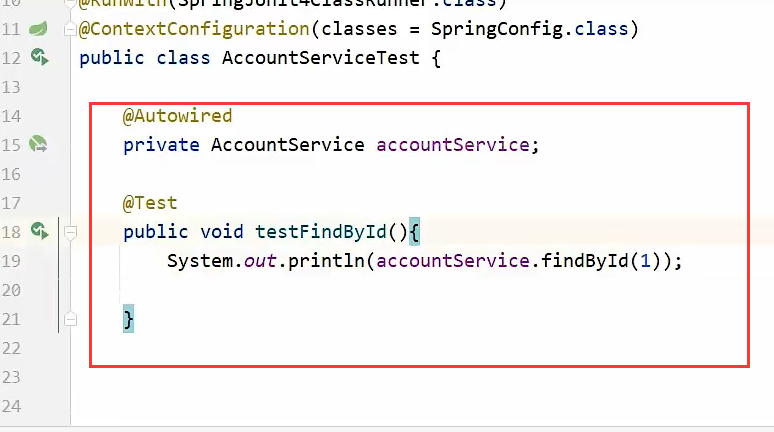 10 @RunWith(SpringJUnit4ClassRunner.class)
11 @ContextConfiguration(classes = SpringConfig.class)
12 public class AccountServiceTest {
13
14 @Autowired
15 private AccountService accountService;
16
17 @Test
18 public void testFindById(){
19 System.out.println(accountService.findById(1));
20
21 }
22
23
24